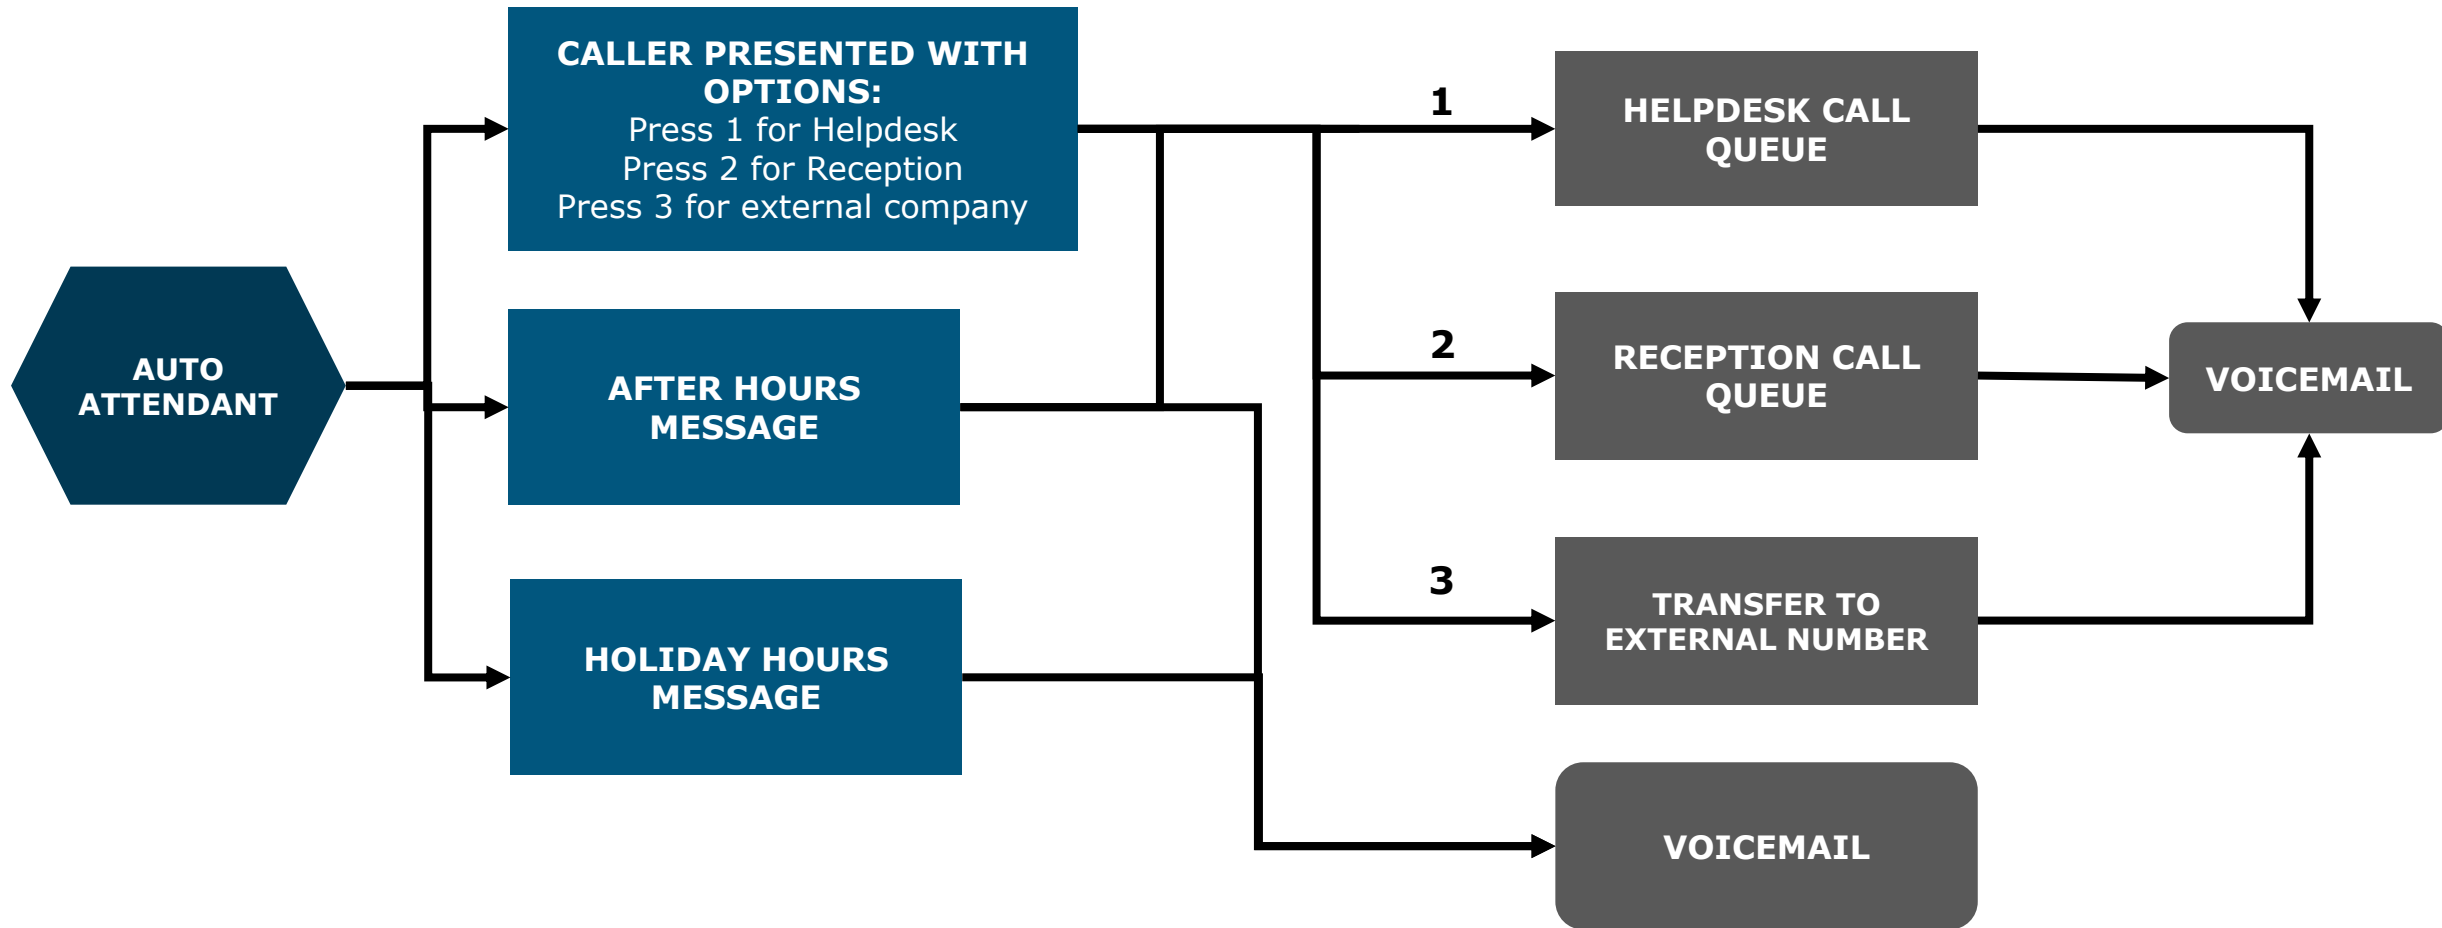 AUTO
ATTENDANT
CALLER PRESENTED WITH
OPTIONS:
Press 1 for Helpdesk
Press 2 for Reception
Press 3 for external company
AFTER HOURS
MESSAGE
HOLIDAY HOURS
MESSAGE
1
HELPDESK CALL
QUEUE
2
RECEPTION CALL
QUEUE
3
TRANSFER TO
EXTERNAL NUMBER
VOICEMAIL
VOICEMAIL